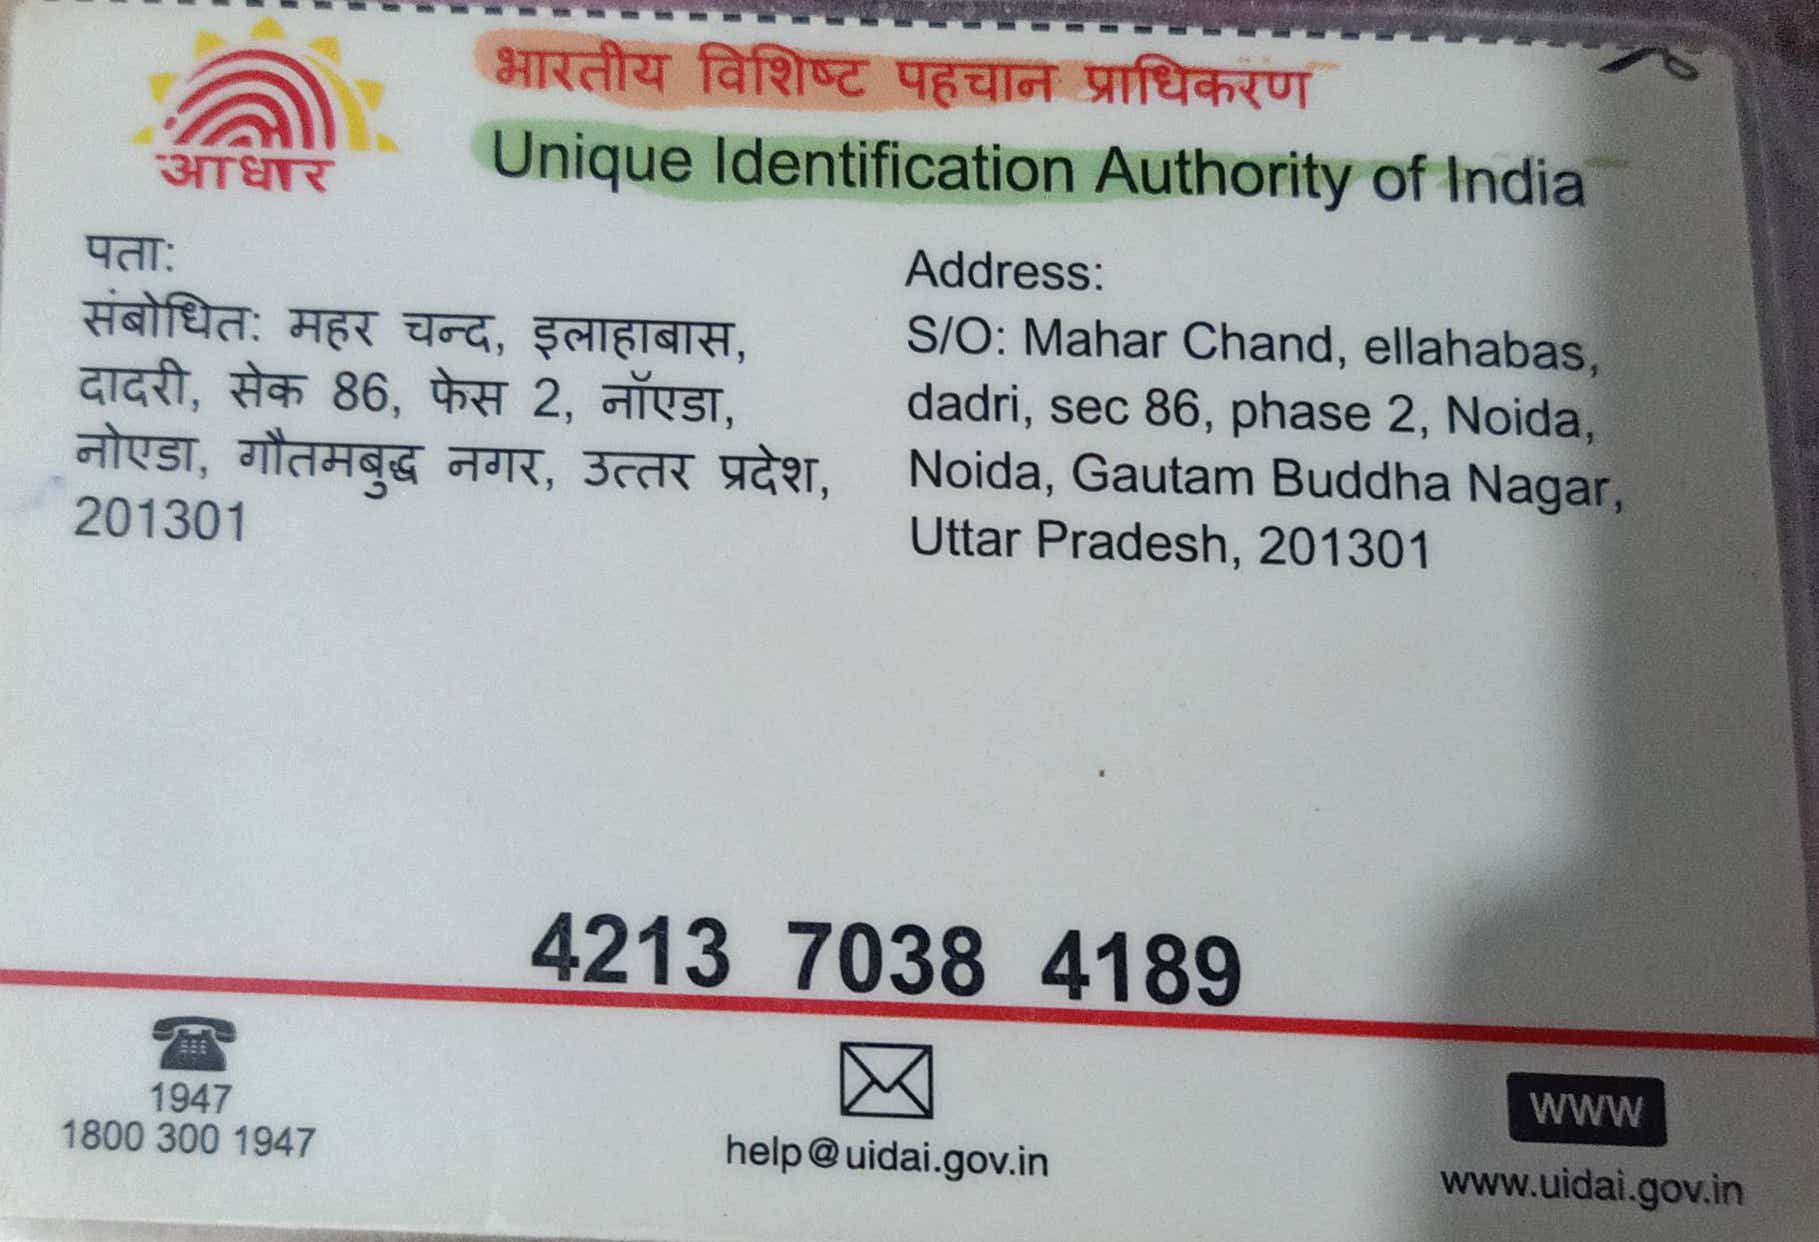 आधार
भारतीय विशिष्ट पहचान प्राधिकरण
Unique Identification Authority of India
पता:
संबोधित: महर चन्द, इलाहाबास,
दादरी, सेक 86, फेस 2, नॉएडा,
नोएडा, गौतमबुद्ध नगर, उत्तर प्रदेश,
201301
Address:
S/O: Mahar Chand, ellahabas,
dadri, sec 86, phase 2, Noida,
Noida, Gautam Buddha Nagar,
Uttar Pradesh, 201301
4213 7038 4189
1947
1800 300 1947
help@uidai.gov.in
WWW
www.uidai.gov.in